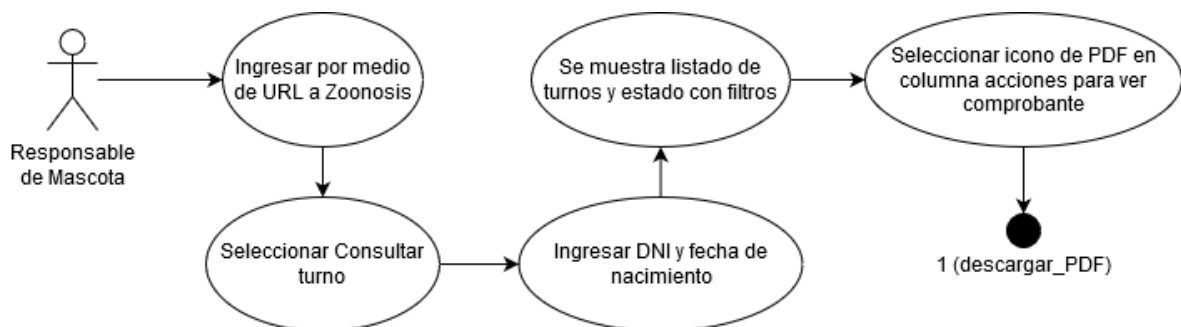 Responsable
de Mascota
Ingresar por medio
de URL a Zoonosis
Seleccionar Consultar
turno
Ingresar DNI y fecha de
nacimiento
Se muestra listado de
turnos y estado con filtros
Seleccionar icono de PDF en
columna acciones para ver
comprobante
1 (descargar_PDF)